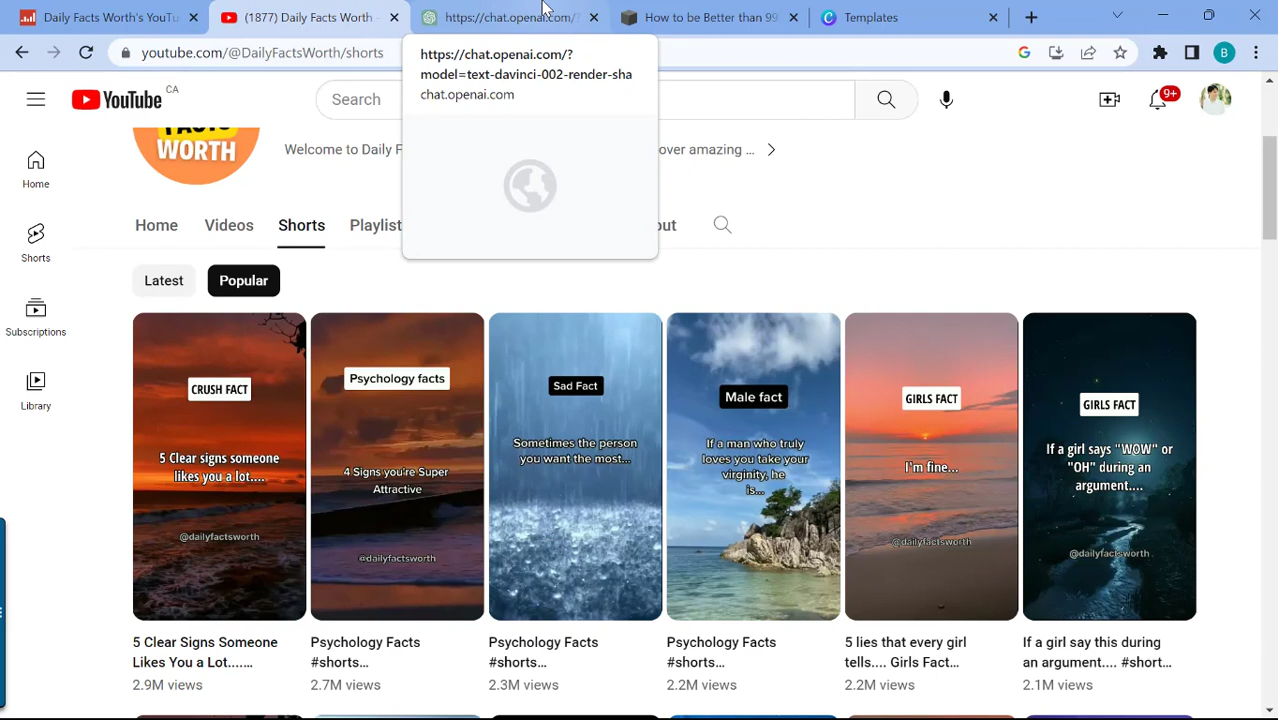 Daily Facts Worth's YouTu
(1877) Daily Facts Worth -
https://chat.openai.com/?
How to be Better than 99
Templates
youtube.com/@DailyFactsWorth/shorts
B
https://chat.openai.com/?
model=text-davinci-002-render-sha
chat.openai.com
YouTube
CA
Search
9+
FACTS
WORTH
Welcome to Daily F
over amazing ...
Home
Shorts
Subscriptions
Library
Home
Videos
Shorts
Playlist
out
Latest
Popular
CRUSH FACT
5 Clear signs someone
likes you a lot....
@dailyfactsworth
Psychology facts
4 Signs you're Super
Attractive
@dailyfactsworth
Sad Fact
Sometimes the person
you want the most...
Male fact
If a man who truly
loves you take your
virginity, he
is...
GIRLS FACT
I'm fine...
@dailyfactsworth
GIRLS FACT
If a girl says "WOW" or
"OH" during an
argument....
@dailyfactsworth
5 Clear Signs Someone
Likes You a Lot.....…
2.9M views
Psychology Facts
#shorts…
2.7M views
Psychology Facts
#shorts…
2.3M views
Psychology Facts
#shorts…
2.2M views
5 lies that every girl
tells.... Girls Fact…
2.2M views
If a girl say this during
an argument.... #short…
2.1M views